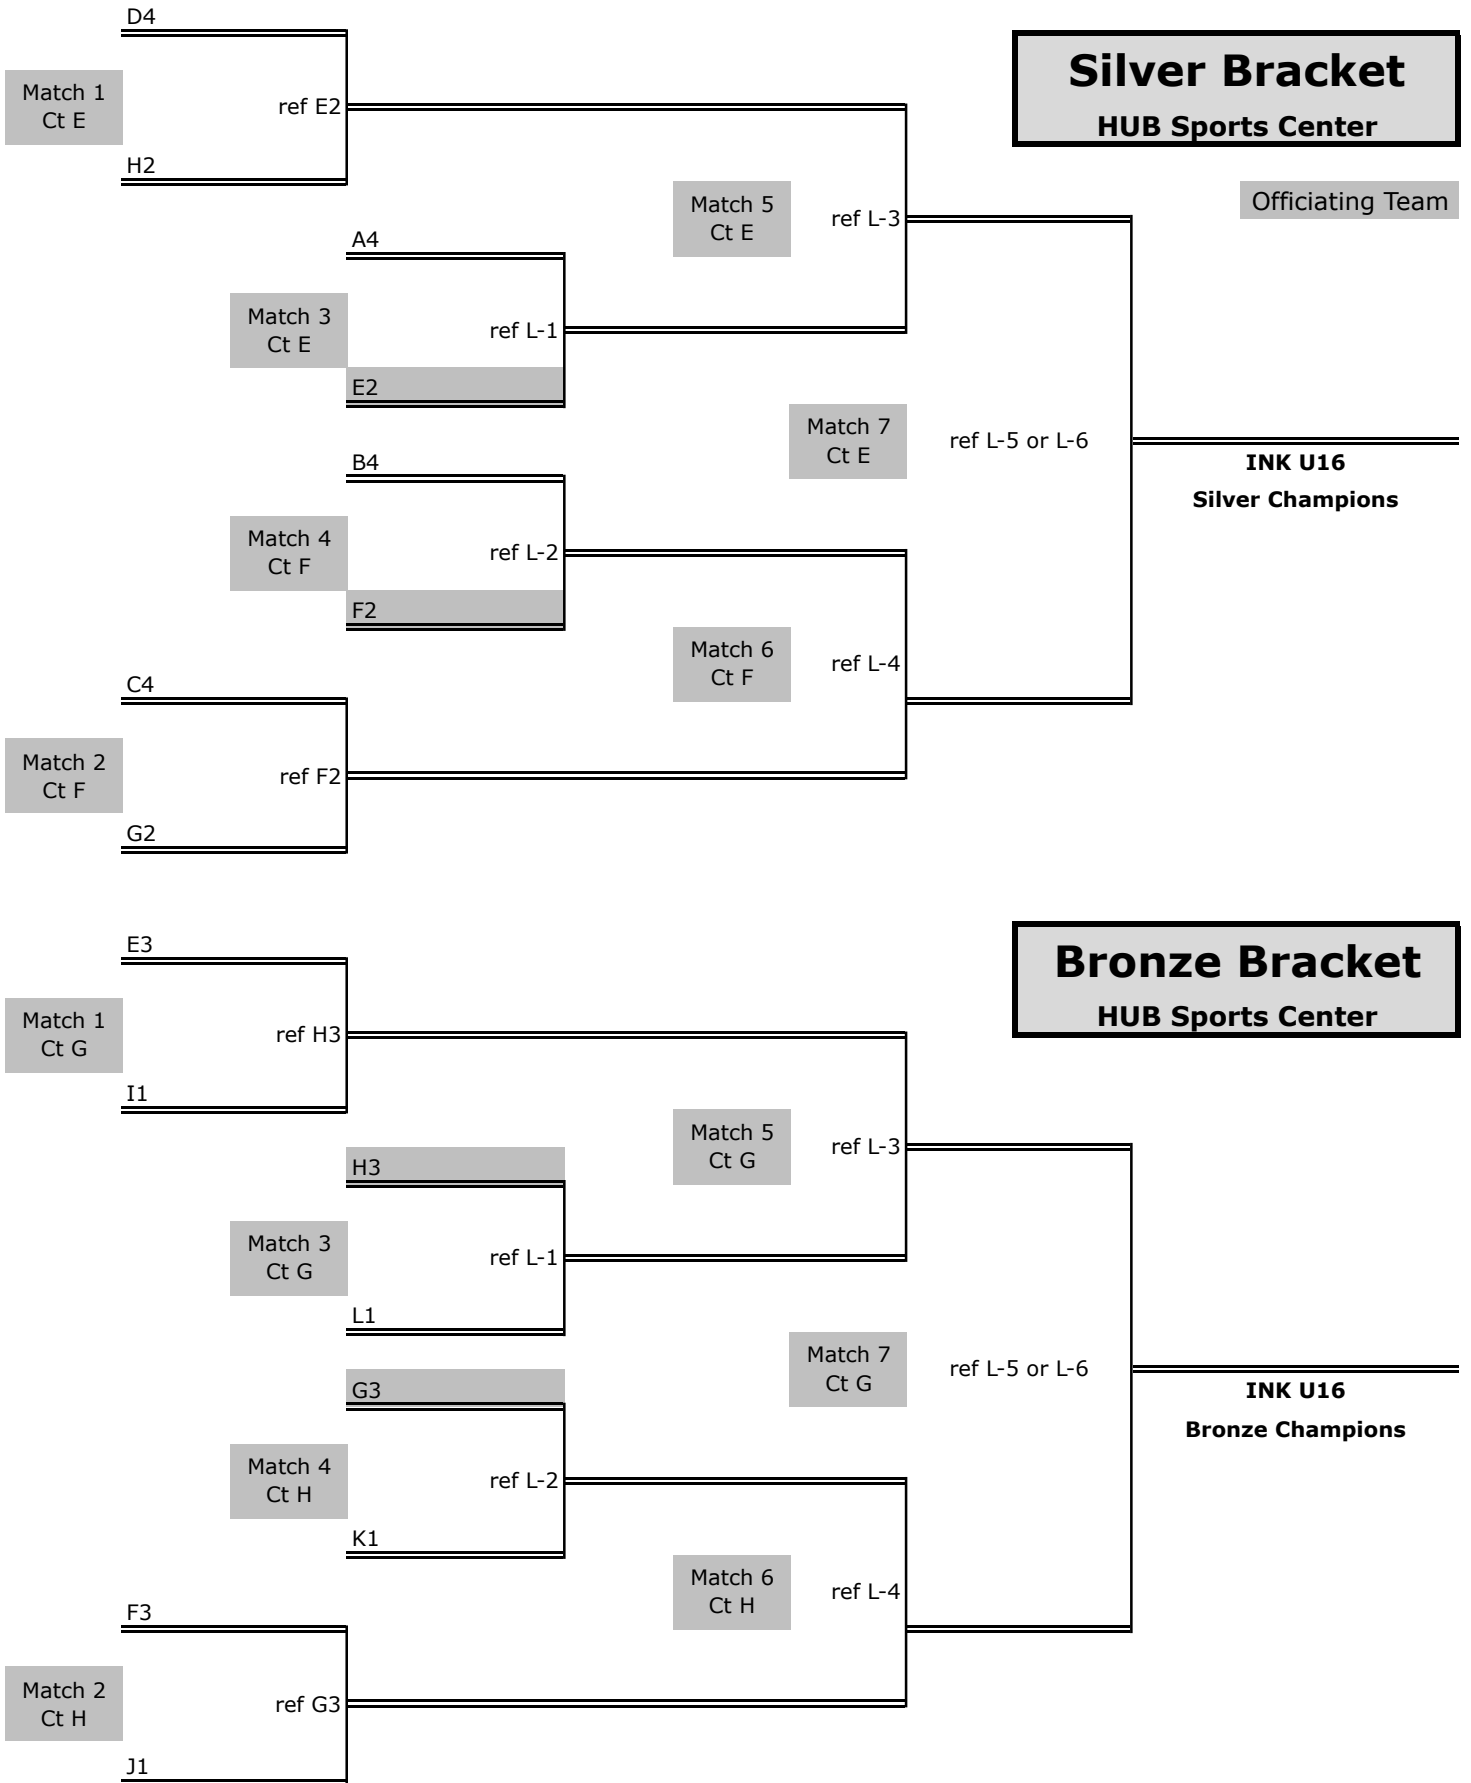 D4
Silver Bracket
HUB Sports Center
Match 1
Ct E
ref E2
H2
Officiating Team
Match 5
Ct E
ref L-3
A4
Match 3
Ct E
ref L-1
E2
Match 7
Ct E
ref L-5 or L-6
INK U16
Silver Champions
B4
Match 4
Ct F
ref L-2
F2
Match 6
Ct F
ref L-4
C4
Match 2
Ct F
ref F2
G2
Bronze Bracket
HUB Sports Center
E3
Match 1
Ct G
ref H3
I1
Match 5
Ct G
ref L-3
H3
Match 3
Ct G
ref L-1
L1
Match 7
Ct G
ref L-5 or L-6
INK U16
Bronze Champions
G3
Match 4
Ct H
ref L-2
K1
Match 6
Ct H
ref L-4
F3
Match 2
Ct H
ref G3
J1